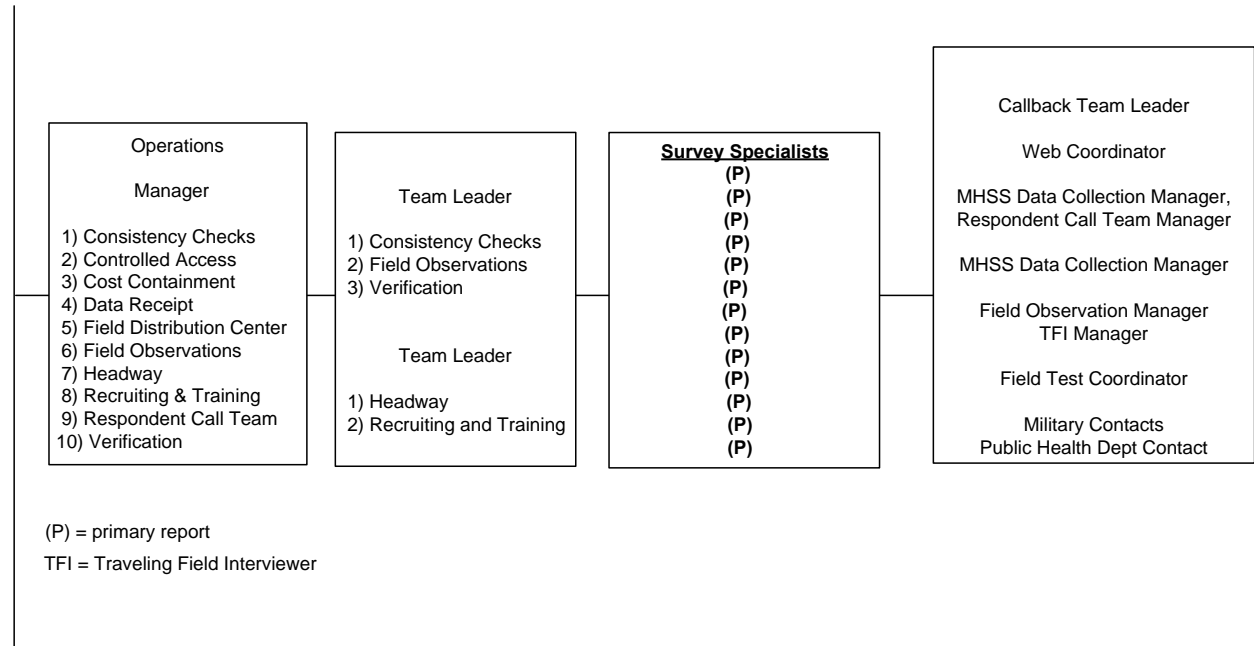 Operations
Manager
1) Consistency Checks
2) Controlled Access
3) Cost Containment
4) Data Receipt
5) Field Distribution Center
6) Field Observations
7) Headway
8) Recruiting & Training
9) Respondent Call Team
10) Verification
Team Leader
1) Consistency Checks
2) Field Observations
3) Verification
Team Leader
1) Headway
2) Recruiting and Training
Survey Specialists
(P)
(P)
(P)
(P)
(P)
(P)
(P)
(P)
(P)
(P)
(P)
(P)
(P)
Callback Team Leader
Web Coordinator
MHSS Data Collection Manager,
Respondent Call Team Manager
MHSS Data Collection Manager
Field Observation Manager
TFI Manager
Field Test Coordinator
Military Contacts
Public Health Dept Contact
(P) = primary report
TFI = Traveling Field Interviewer